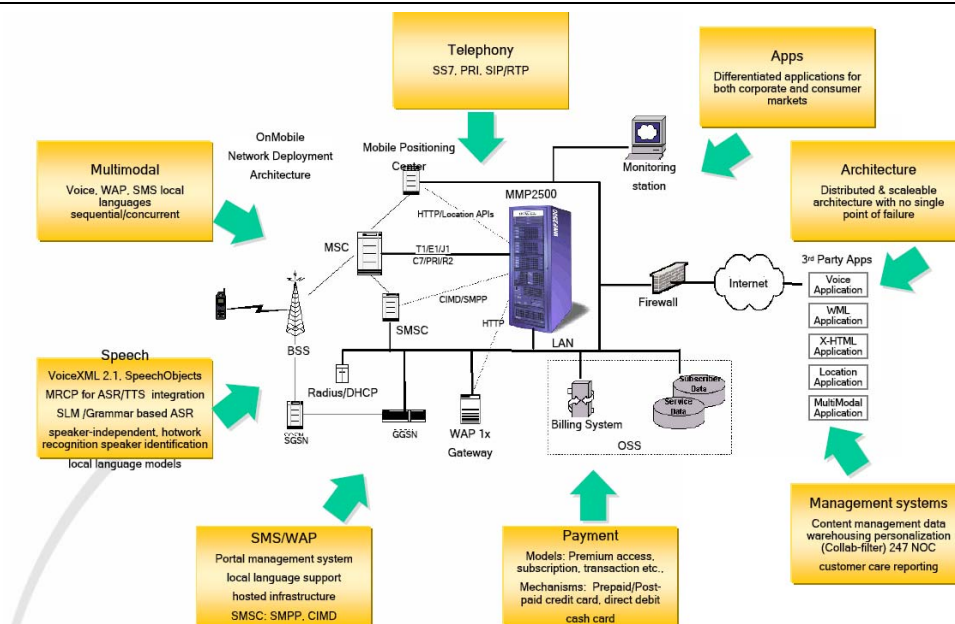 Telephony
SS7, PRI, SIP/RTP
Apps
Differentiated applications for
both corporate and consumer
markets
OnMobile
Network Deployment
Architecture
Mobile Positioning
Center
Monitoring
station
Multimodal
Voice, WAP, SMS local
languages
sequential/concurrent
Architecture
Distributed & scaleable
architecture with no single
point of failure
MMP2500
HTTP/Location APIs
MSC
T1/E1/J1
C7/PRI/R2
CIMD/SMPP
SMSC
HTTP
LAN
Firewall
Internet
3rd Party Apps
Voice
Application
WML
Application
X-HTML
Application
Location
Application
MultiModal
Application
BSS
Speech
VoiceXML 2.1, SpeechObjects
MRCP for ASR/TTS integration
SLM /Grammar based ASR
speaker-independent, hotwork
recognition speaker identification
local language models
Radius/DHCP
SGSN
GGSN
WAP 1x
Gateway
Billing System
Subscriber
Data
Service
Data
OSS
SMS/WAP
Portal management system
local language support
hosted infrastructure
SMSC: SMPP, CIMD
Payment
Models: Premium access,
subscription, transaction etc.,
Mechanisms: Prepaid/Post-
paid credit card, direct debit
cash card
Management systems
Content management data
warehousing personalization
(Collab-filter) 247 NOC
customer care reporting